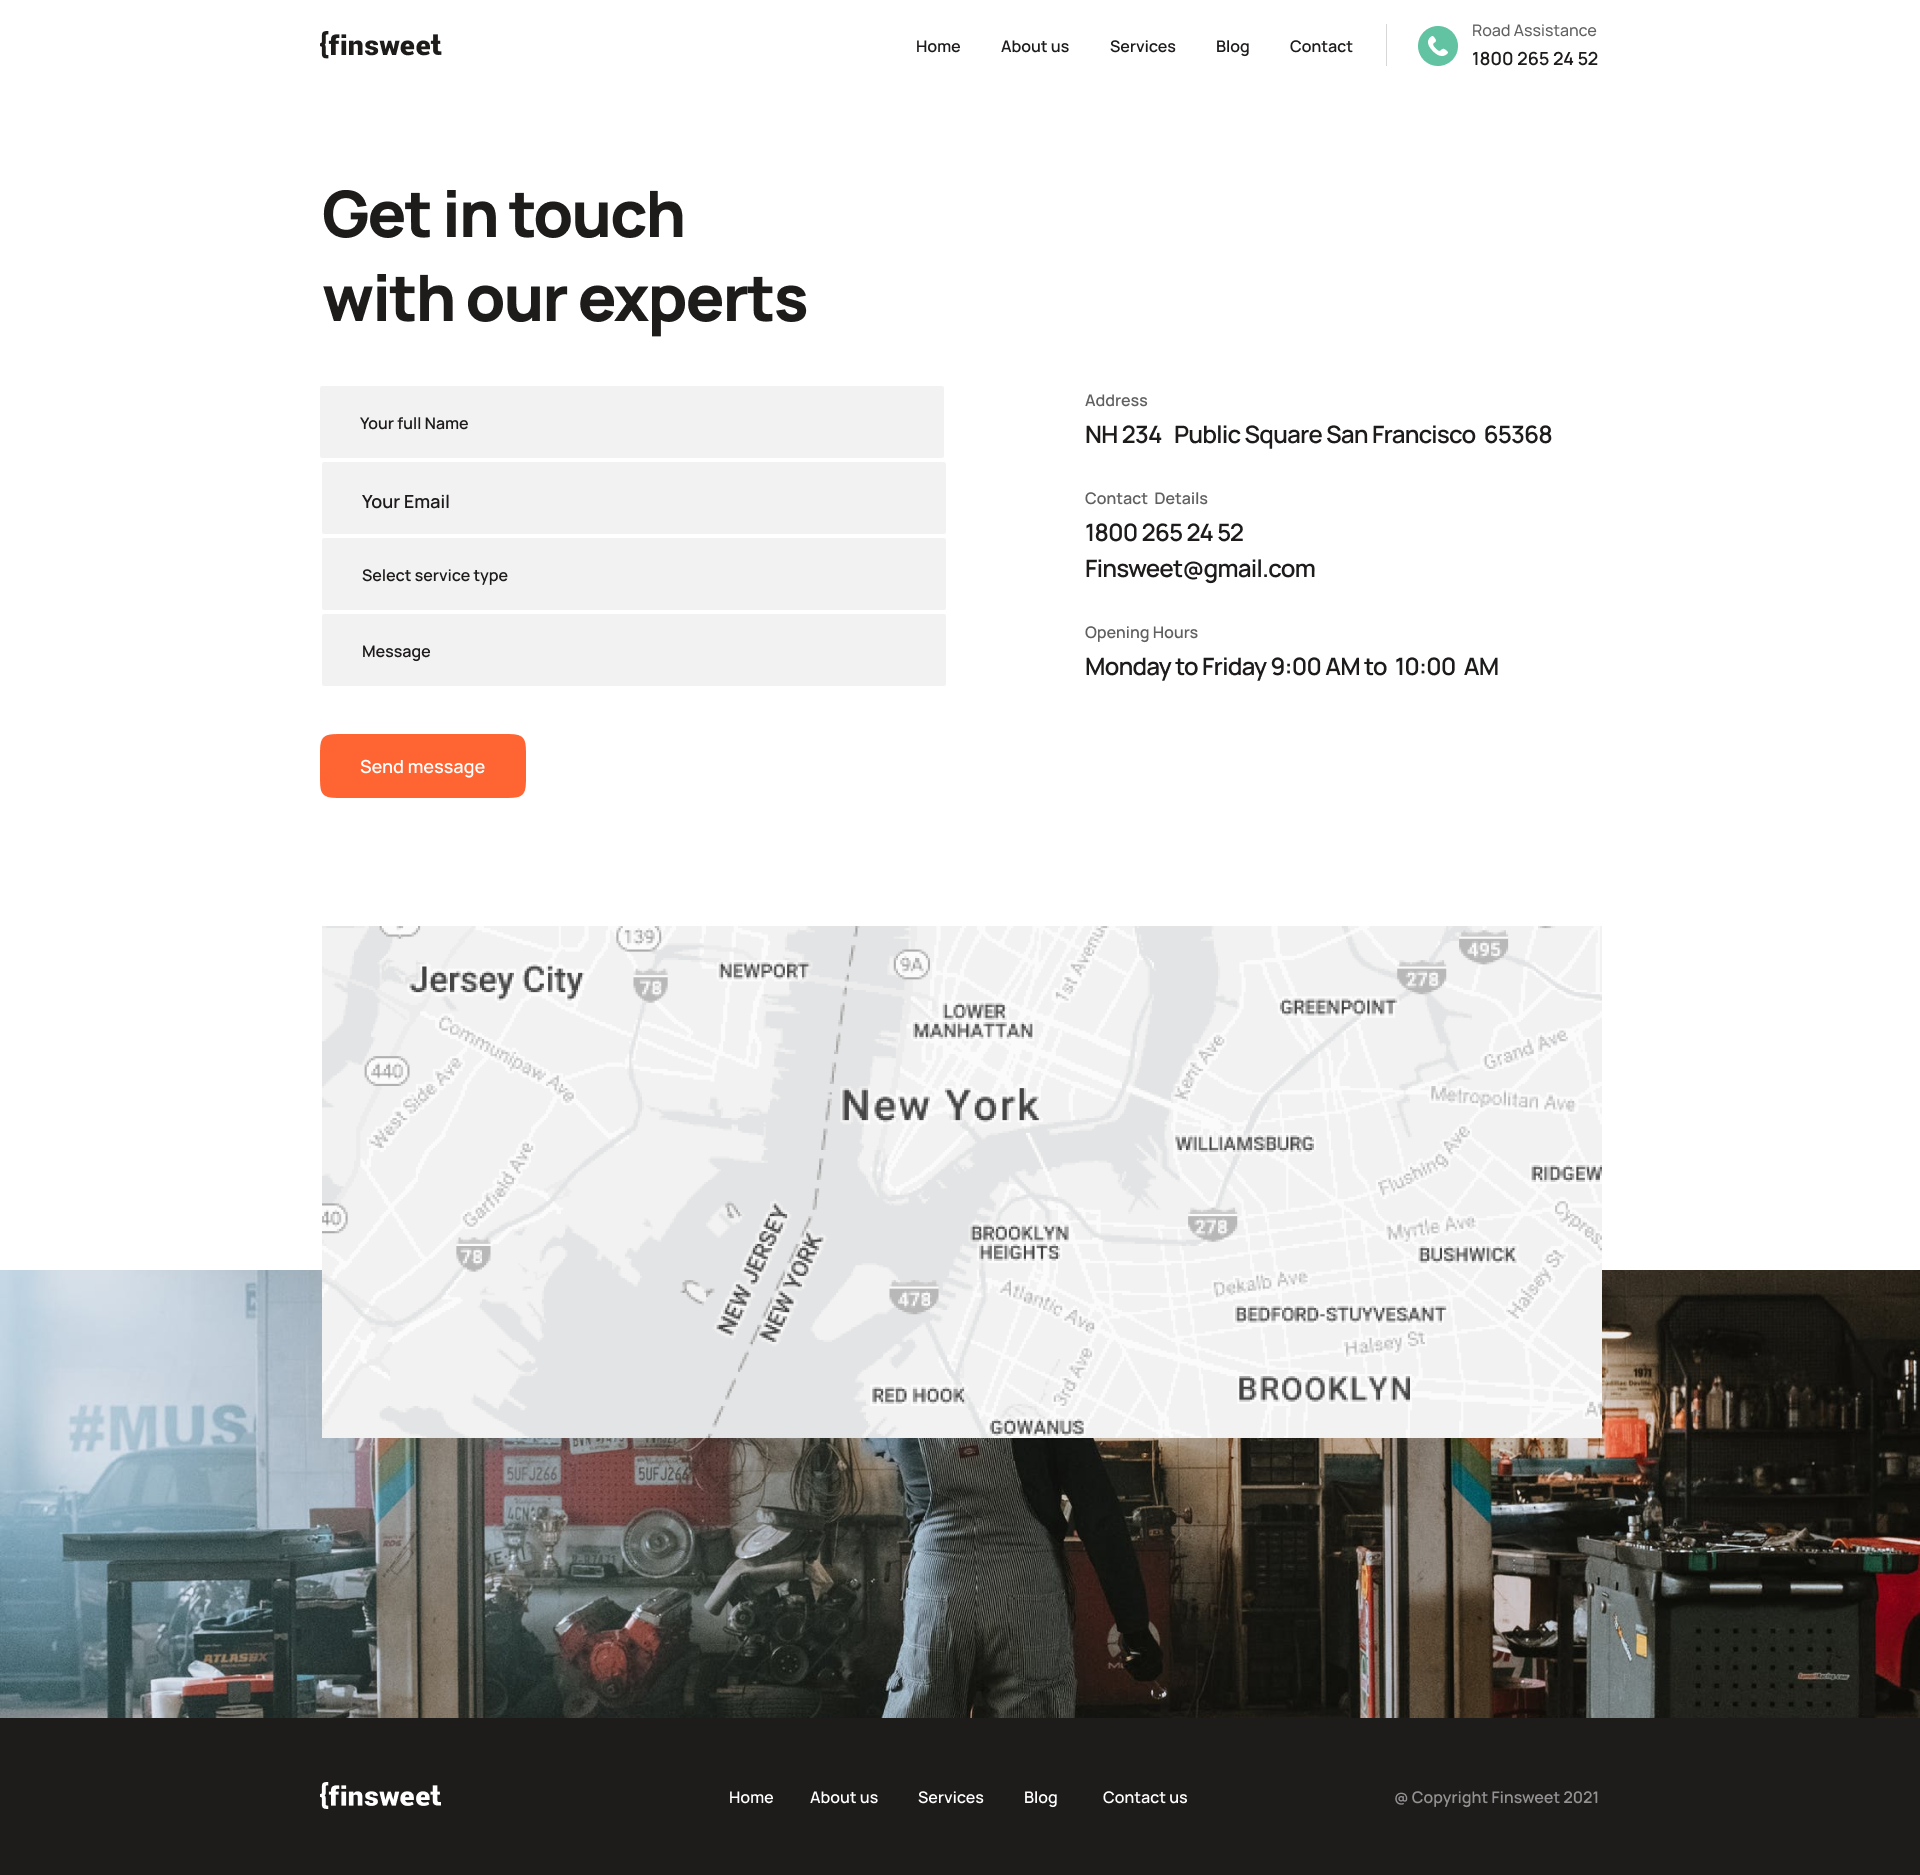 {finsweet
Home
About us
Services
Blog
Contact
Road Assistance
1800 265 24 52
Get in touch
with our experts
Your full Name
Your Email
Select service type
Message
Send message
Address
NH 234 Public Square San Francisco 65368
Contact Details
1800 265 24 52
Finsweet@gmail.com
Opening Hours
Monday to Friday 9:00 AM to 10:00 AM
139
495
Jersey City
78
NEWPORT
9A
1st Avenue
278
LOWER
MANHATTAN
GREENPOINT
Communipaw Ave
Grand Ave
440
West Side Ave
Kent Ave
New York
Metropolitan Ave
WILLIAMSBURG
Flushing Ave
RIDGEW
Garfield Ave
40
NEW JERSEY
NEW YORK
278
Myrtle Ave
Cypres
BROOKLYN
HEIGHTS
78
BUSHWICK
Halsey St
Dekalb Ave
478
Atlantic Ave
BEDFORD-STUYVESANT
Halsey St
3rd Ave
RED HOOK
BROOKLYN
GOWANUS
#MUS
1971
5UFJ266
5UFJ266
ATLASBX
{finsweet
Home
About us
Services
Blog
Contact us
@ Copyright Finsweet 2021